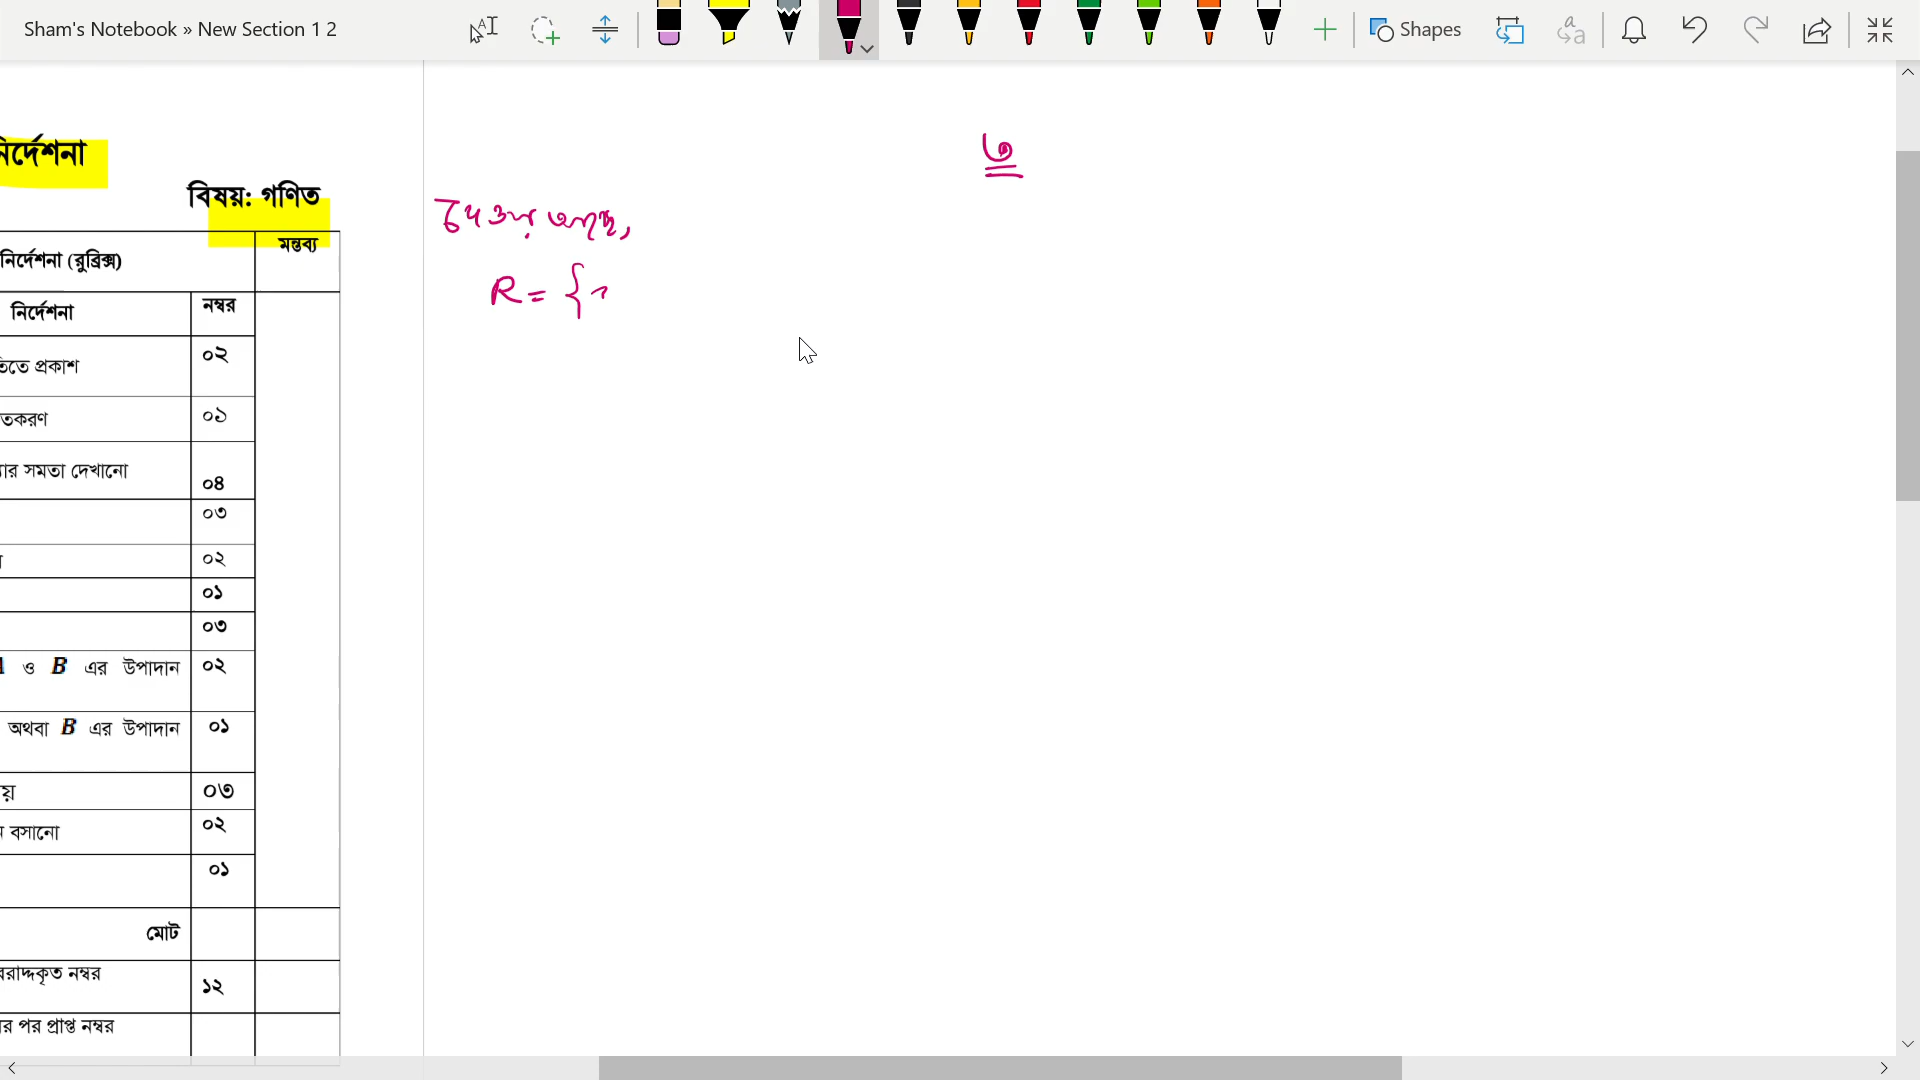 Sham's Notebook » New Section 1 2
Shapes
নির্দেশনা
বিষয়: গণিত
নির্দেশনা (রুব্রিক্স)
মন্তব্য
নির্দেশনা
নম্বর
প্রকাশ
০২
০১
সমতা দেখানো
০৪
০৩
০২
০১
০৩
ও B এর উপাদান
০২
অথবা B এর উপাদান
০১
০৩
বসানো
০২
০১
মোট
বরাদ্দকৃত নম্বর
১২
পর প্রাপ্ত নম্বর
আছে,
R = {